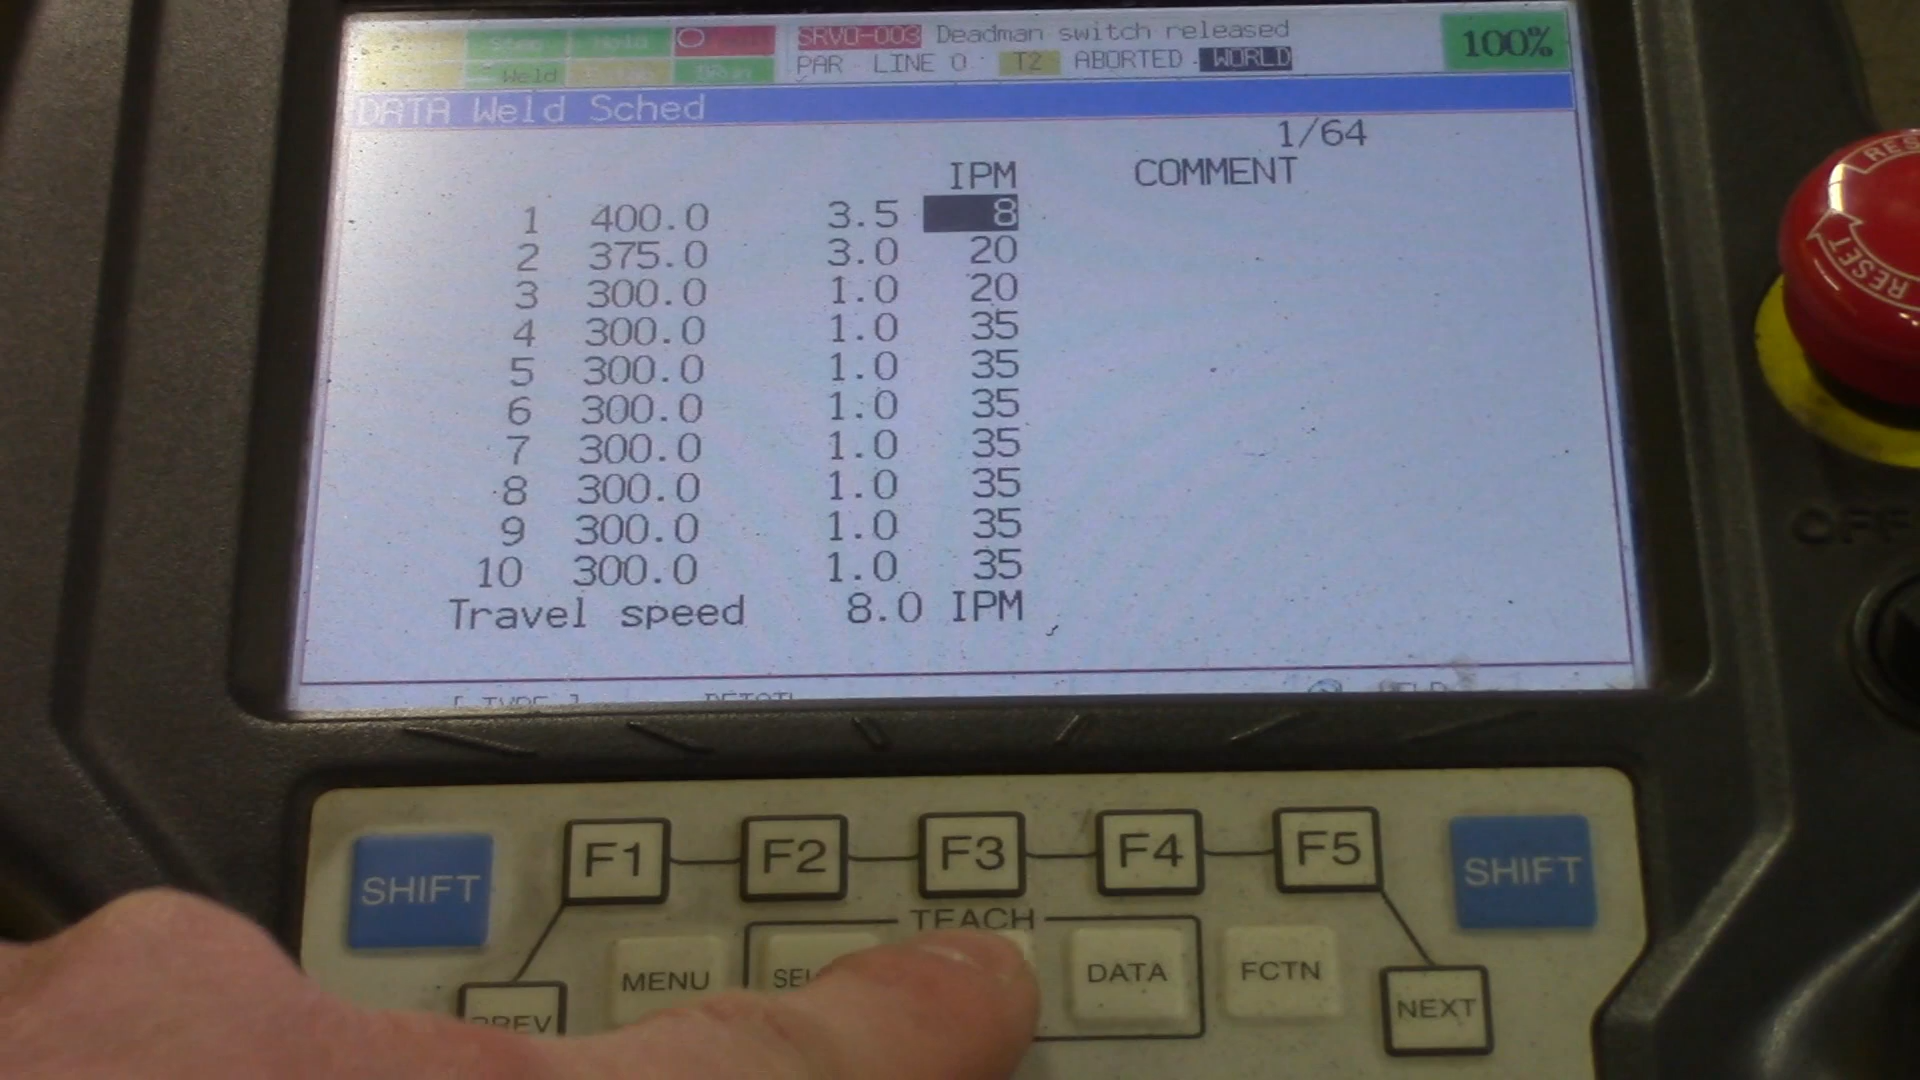 SRVO-003 Deadman switch released
Weld PAR LINE 0 T2 ABORTED WORLD
100%
DATA Weld Sched
1/64
IPM COMMENT
1 400.0 3.5 8
2 375.0 3.0 20
3 300.0 1.0 20
4 300.0 1.0 35
5 300.0 1.0 35
6 300.0 1.0 35
7 300.0 1.0 35
8 300.0 1.0 35
9 300.0 1.0 35
10 300.0 1.0 35
Travel speed 8.0 IPM
RESET
OFF
SHIFT F1 F2 F3 F4 F5 SHIFT
TEACH
MENU DATA FCTN
PREV NEXT